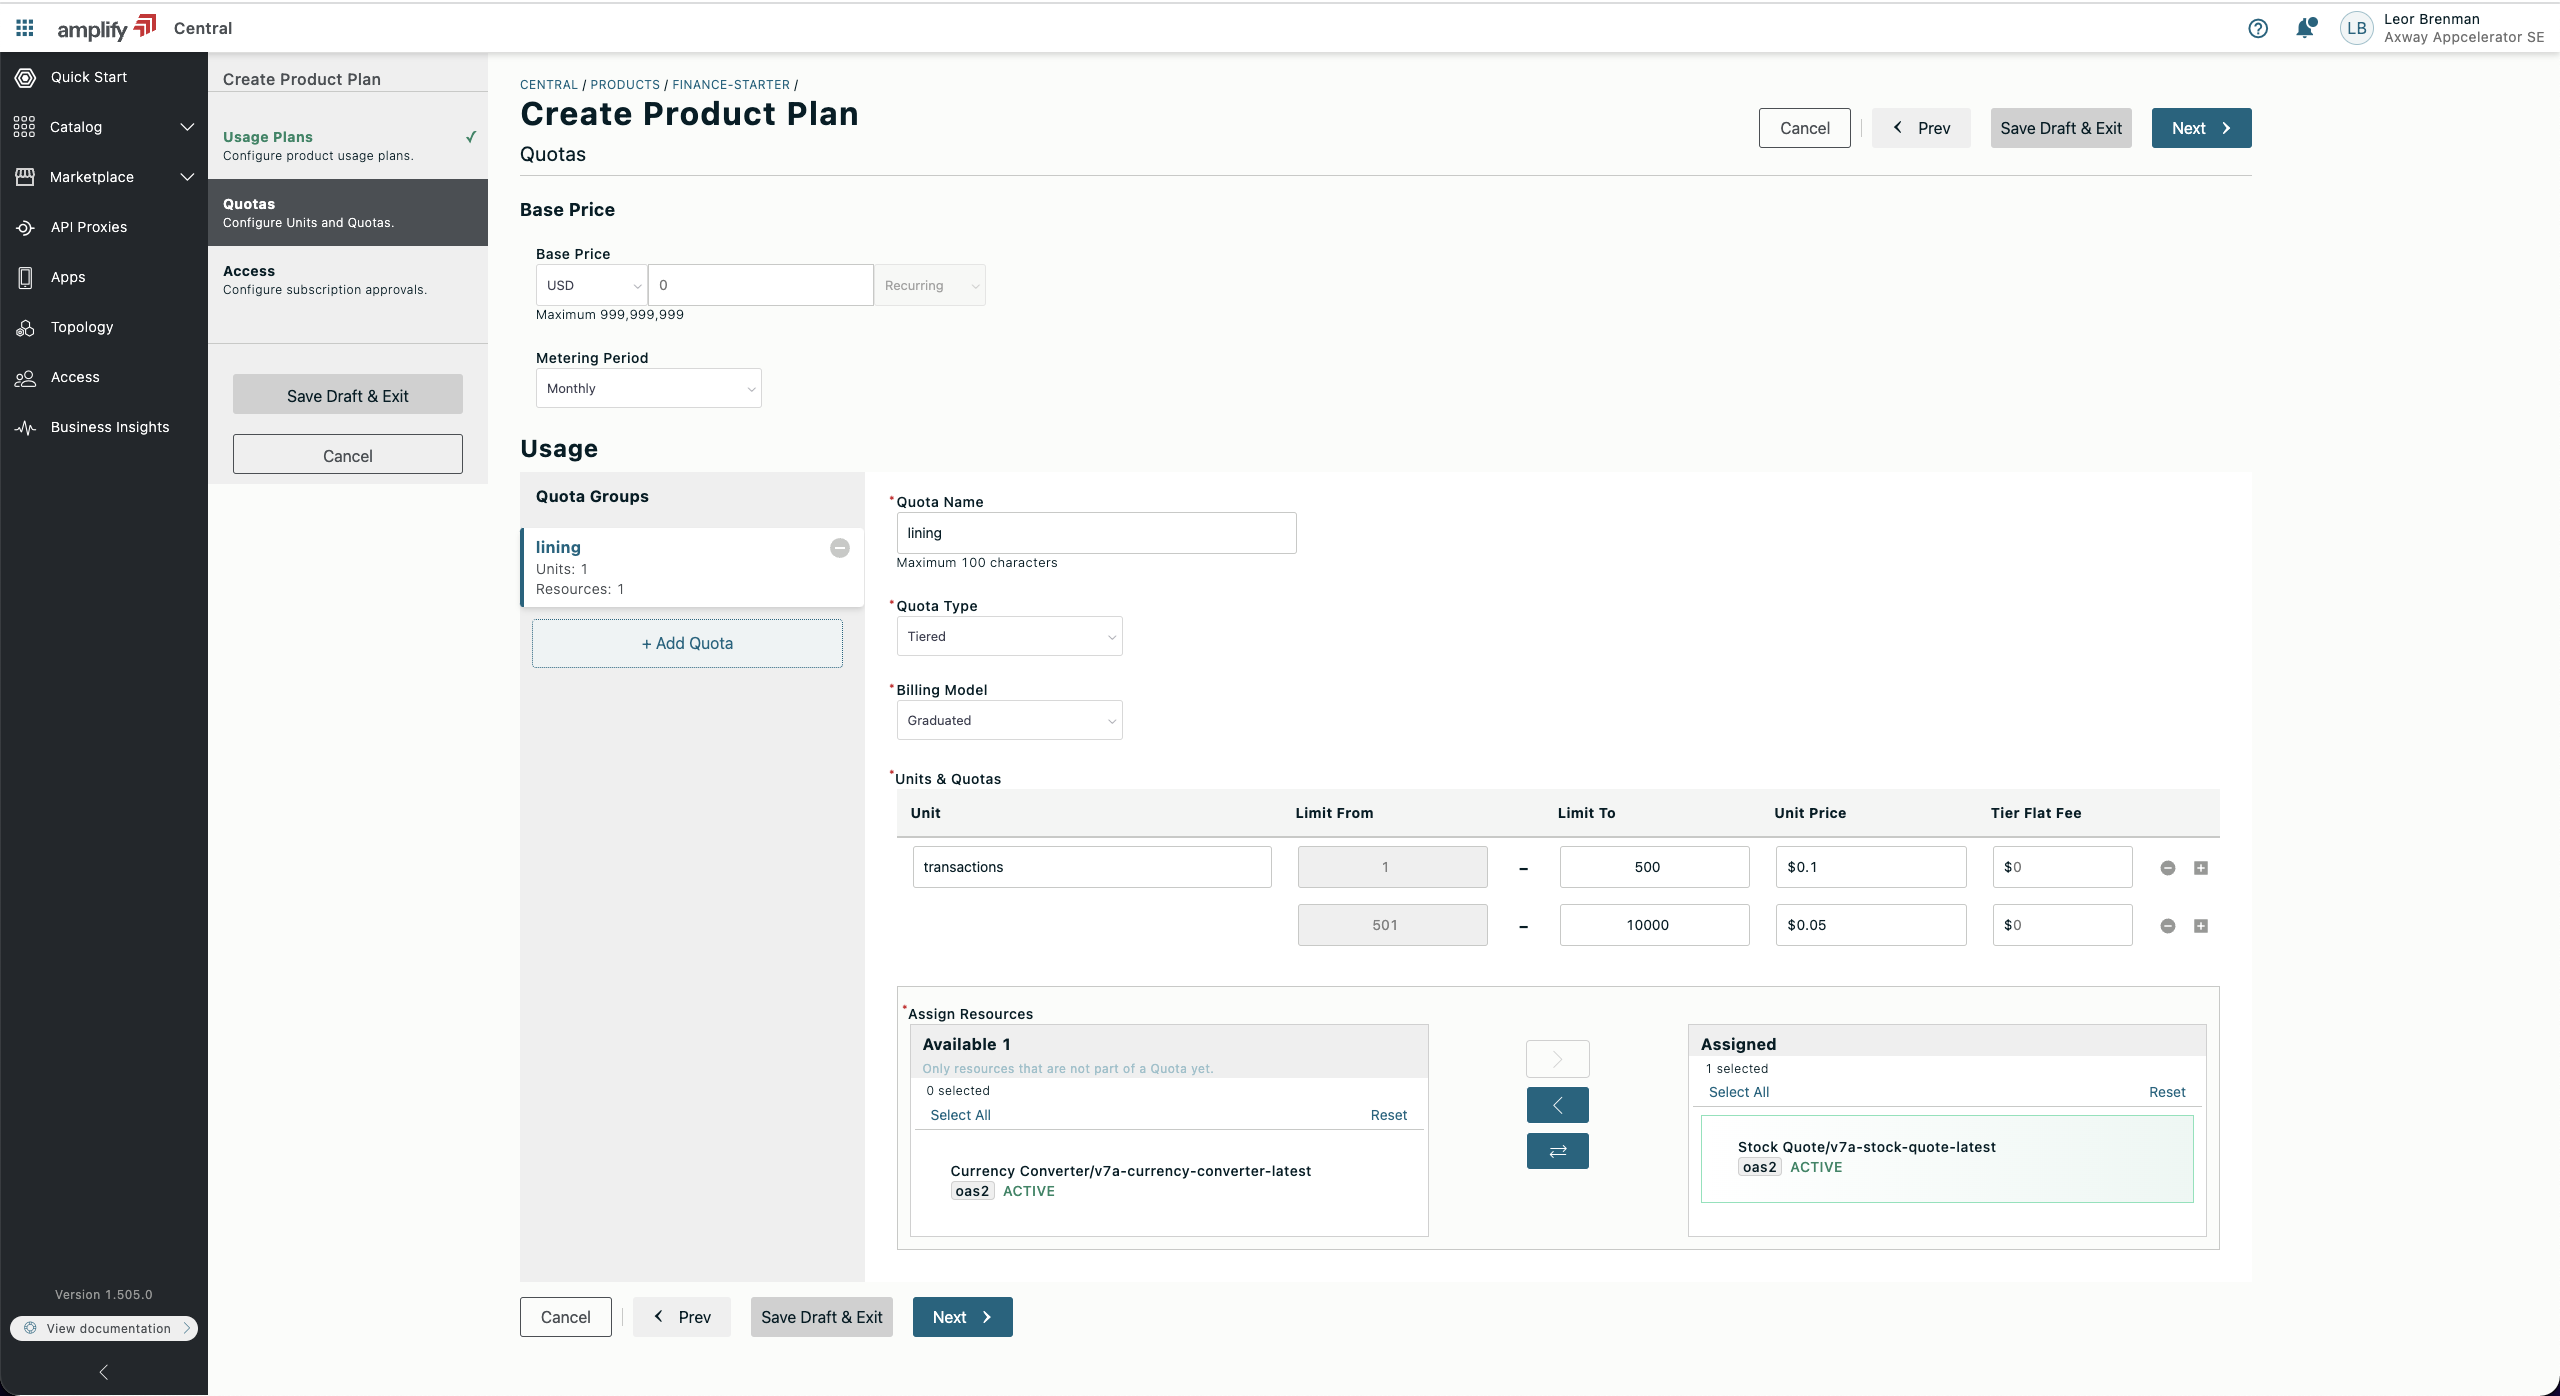 amplify Central
Leor Brenman
Axway Appcelerator SE
LB
Quick Start
Catalog
Marketplace
API Proxies
Apps
Topology
Access
Business Insights
Version 1.505.0
View documentation
Create Product Plan
Usage Plans
Configure product usage plans.
Quotas
Configure Units and Quotas.
Access
Configure subscription approvals.
Save Draft & Exit
Cancel
CENTRAL / PRODUCTS / FINANCE-STARTER /
Create Product Plan
Quotas
Cancel
Prev
Save Draft & Exit
Next
Base Price
Base Price
USD 0 Recurring
Maximum 999,999,999
Metering Period
Monthly
Usage
Quota Groups
lining
Units: 1
Resources: 1
+ Add Quota
* Quota Name
lining
Maximum 100 characters
* Quota Type
Tiered
* Billing Model
Graduated
* Units & Quotas
Unit Limit From Limit To Unit Price Tier Flat Fee
transactions 1 – 500 $0.1 $0
501 – 10000 $0.05 $0
* Assign Resources
Available 1
Only resources that are not part of a Quota yet.
0 selected
Select All Reset
Currency Converter/v7a-currency-converter-latest
oas2 ACTIVE
Assigned
1 selected
Select All Reset
Stock Quote/v7a-stock-quote-latest
oas2 ACTIVE
Cancel
Prev
Save Draft & Exit
Next